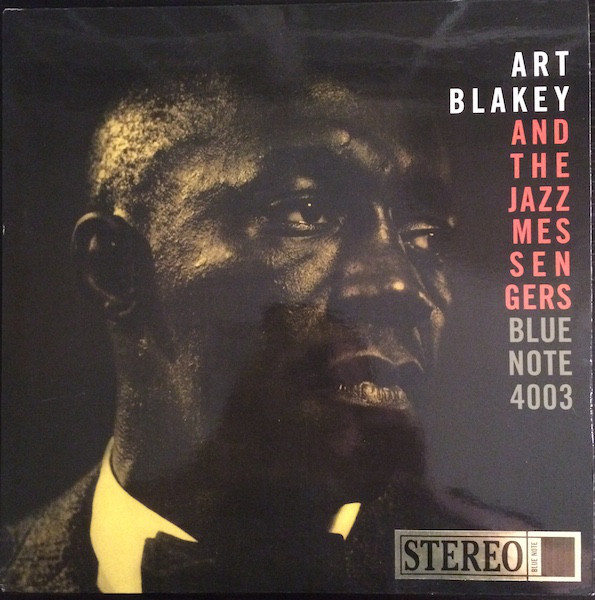 ART
BLAKEY
AND
THE
JAZZ
MES
SEN
GERS
BLUE
NOTE
4003
STEREO
BLUE NOTE